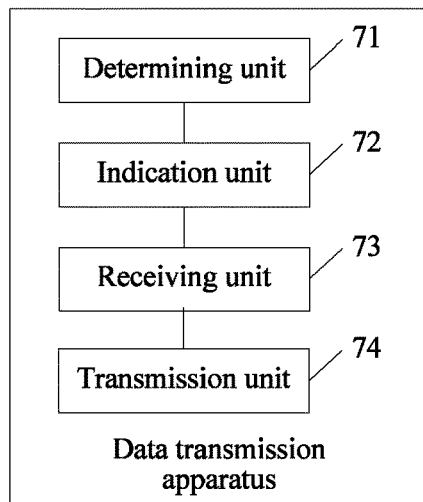 71
Determining unit
72
Indication unit
73
Receiving unit
74
Transmission unit
Data transmission
apparatus